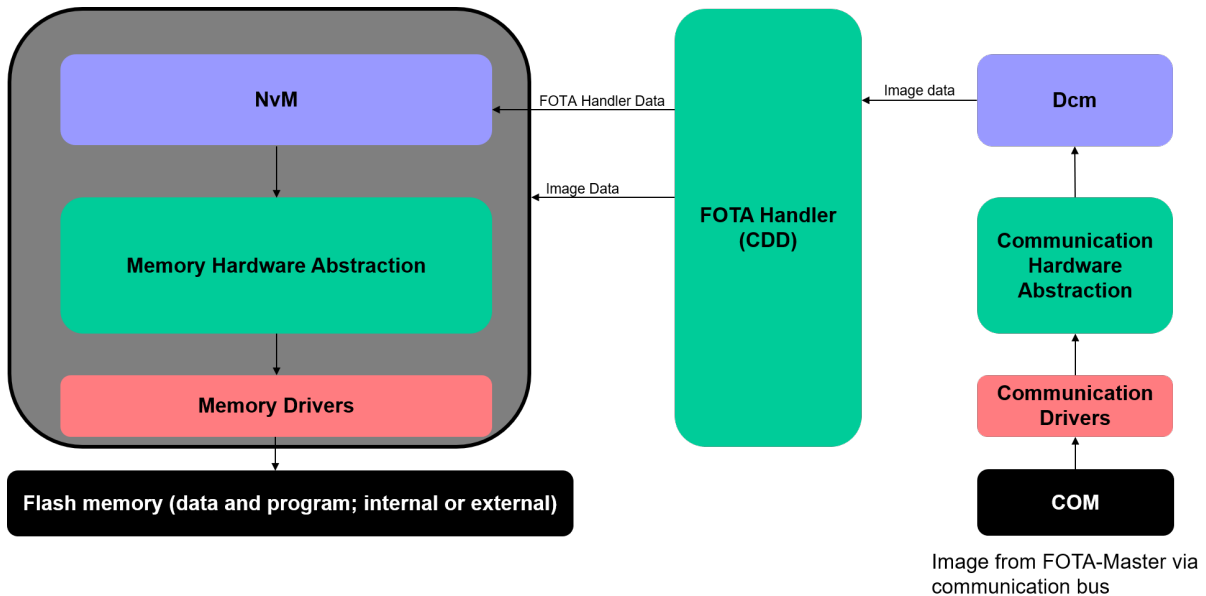 NvM
FOTA Handler Data
Image data
Dcm
Image Data
Memory Hardware Abstraction
FOTA Handler
(CDD)
Communication
Hardware
Abstraction
Memory Drivers
Communication
Drivers
Flash memory (data and program; internal or external)
COM
Image from FOTA-Master via
communication bus